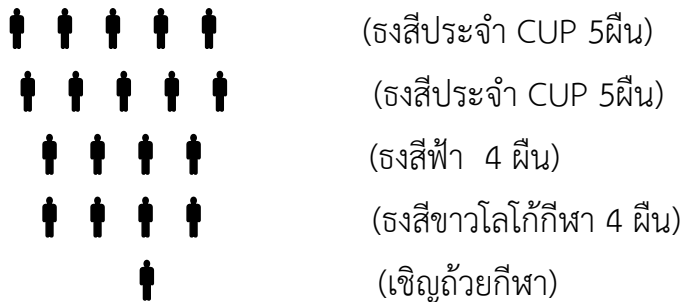 (ธงสีประจำ CUP 5ผืน)
(ธงสีประจำ CUP 5ผืน)
(ธงสีฟ้า 4 ผืน)
(ธงสีขาวโลโก้กีฬา 4 ผืน)
(เชิญถ้วยกีฬา)